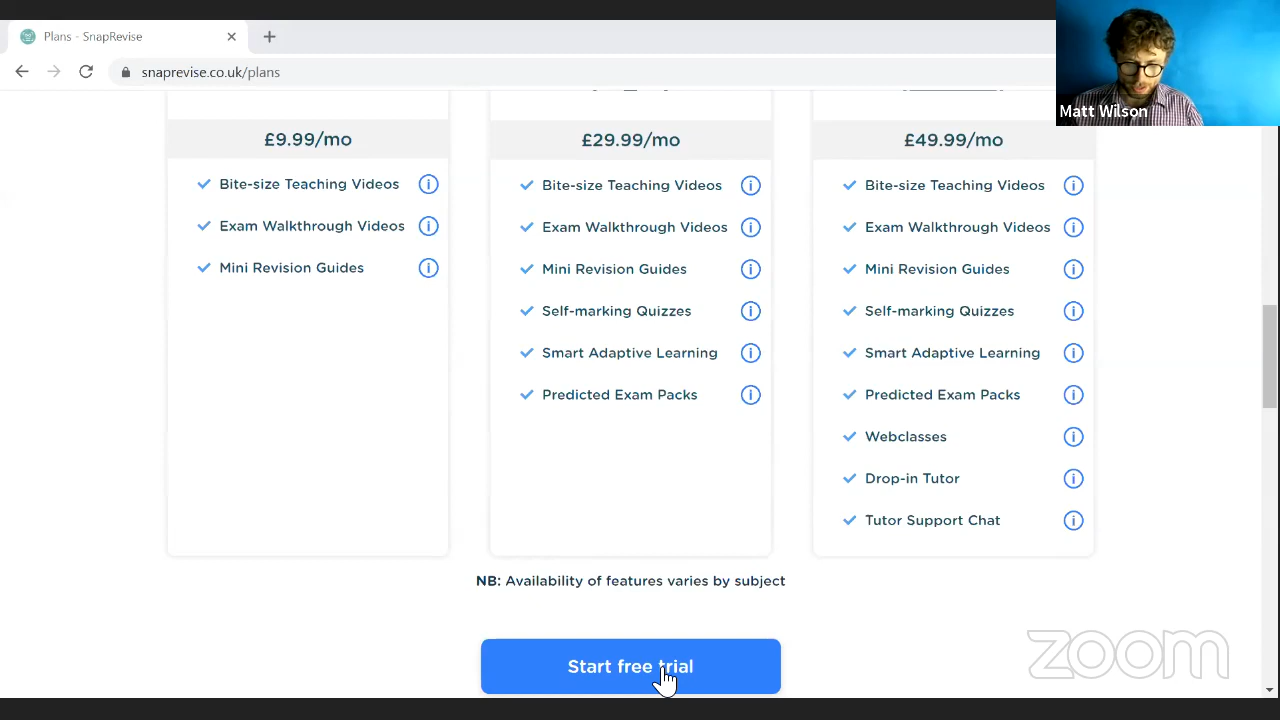 Plans - SnapRevise
snaprevise.co.uk/plans
Matt Wilson
£9.99/mo
Bite-size Teaching Videos
Exam Walkthrough Videos
Mini Revision Guides
£29.99/mo
Bite-size Teaching Videos
Exam Walkthrough Videos
Mini Revision Guides
Self-marking Quizzes
Smart Adaptive Learning
Predicted Exam Packs
£49.99/mo
Bite-size Teaching Videos
Exam Walkthrough Videos
Mini Revision Guides
Self-marking Quizzes
Smart Adaptive Learning
Predicted Exam Packs
Webclasses
Drop-in Tutor
Tutor Support Chat
NB: Availability of features varies by subject
Start free trial
zoom